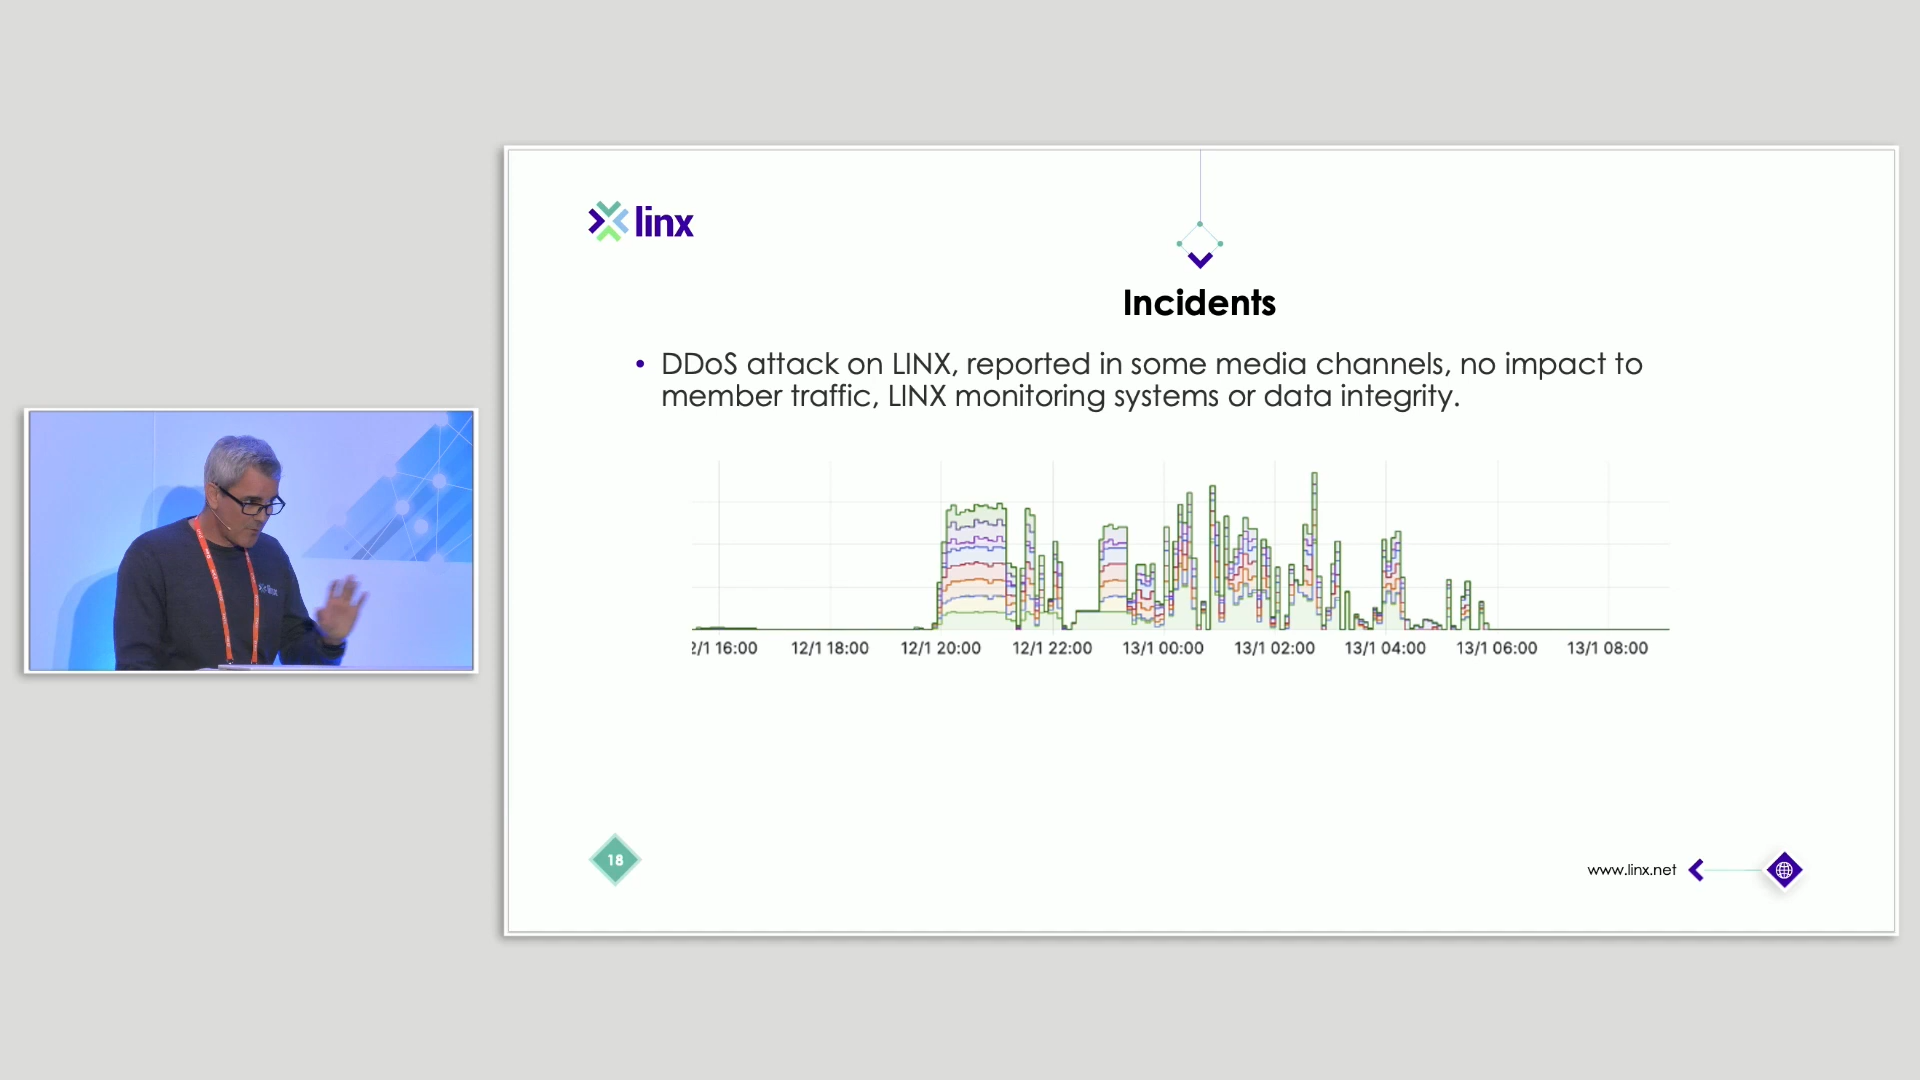 linx
Incidents
• DDoS attack on LINX, reported in some media channels, no impact to
member traffic, LINX monitoring systems or data integrity.
2/1 16:00 12/1 18:00 12/1 20:00 12/1 22:00 13/1 00:00 13/1 02:00 13/1 04:00 13/1 06:00 13/1 08:00
18
www.linx.net